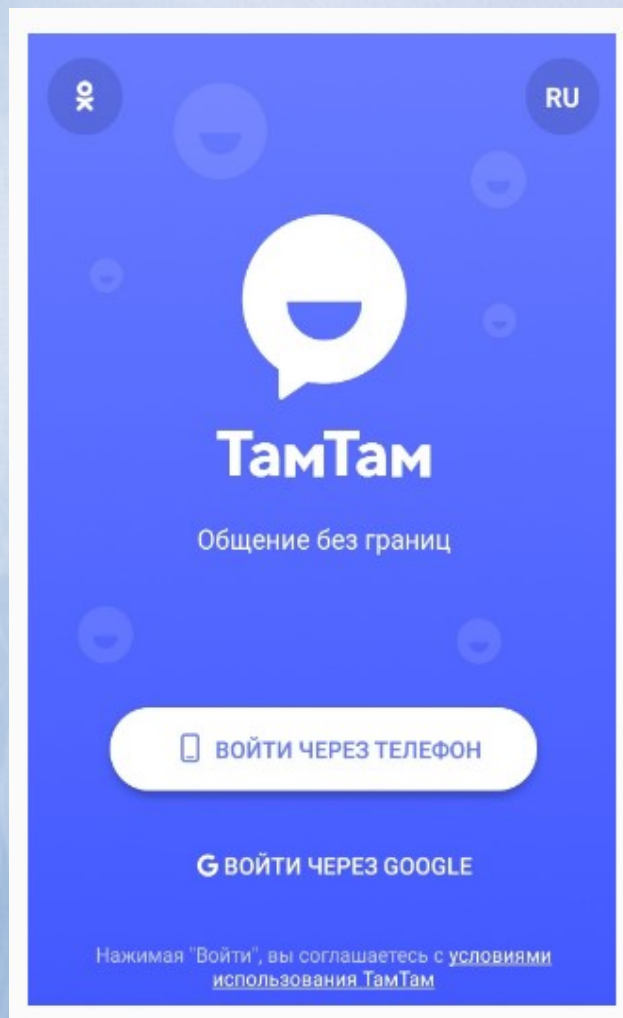 RU
ТамТам
Общение без границ
ВОЙТИ ЧЕРЕЗ ТЕЛЕФОН
G ВОЙТИ ЧЕРЕЗ GOOGLE
Нажимая "Войти", вы соглашаетесь с условиями
использования ТамТам